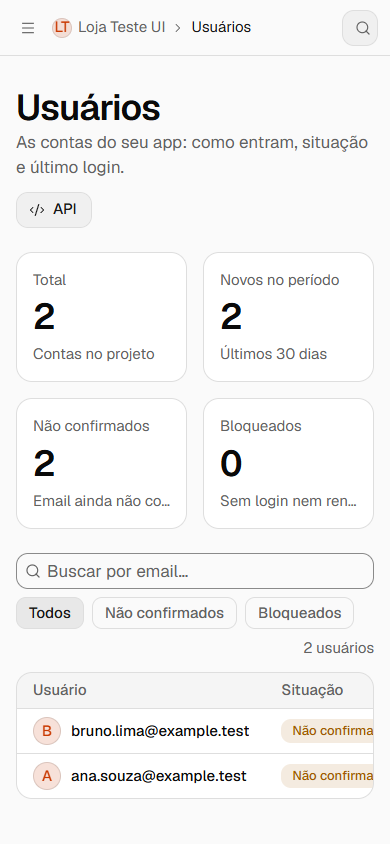 LT Loja Teste UI > Usuários
Usuários
As contas do seu app: como entram, situação
e último login.
</> API
Total
2
Contas no projeto
Novos no período
2
Últimos 30 dias
Não confirmados
2
Email ainda não co...
Bloqueados
0
Sem login nem ren...
Buscar por email...
Todos
Não confirmados
Bloqueados
2 usuários
Usuário Situação
B bruno.lima@example.test Não confirma
A ana.souza@example.test Não confirma